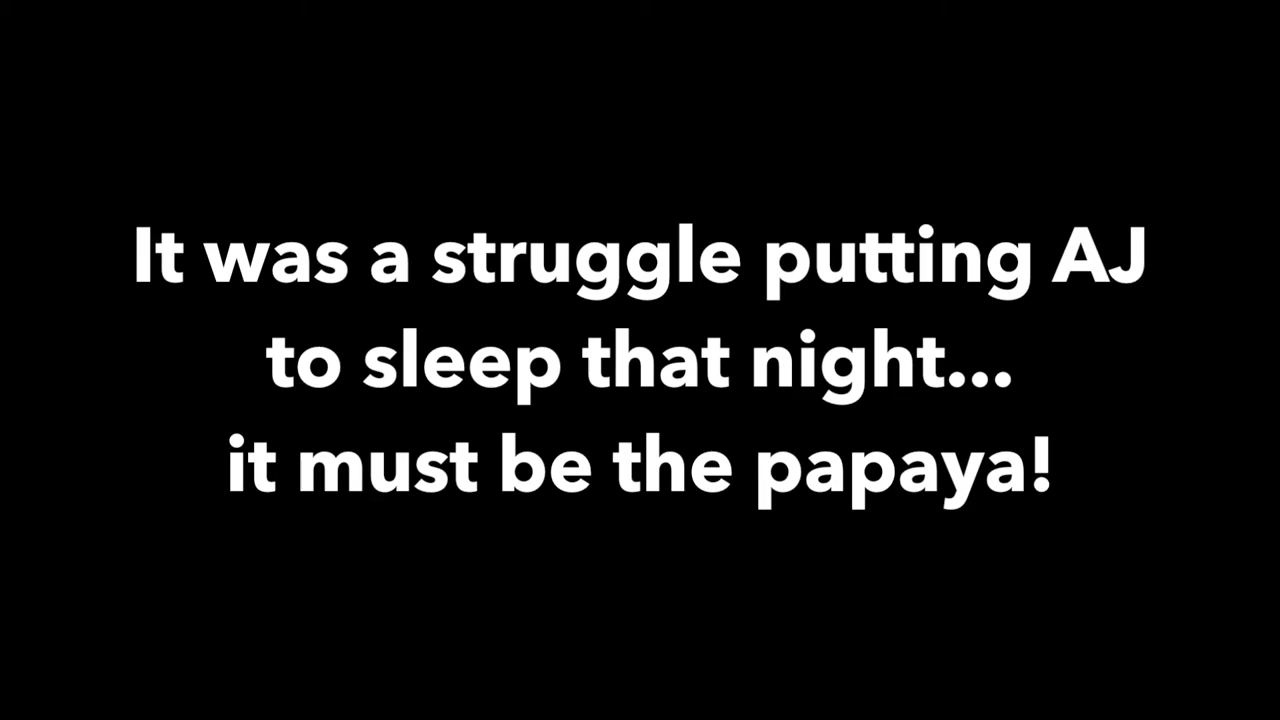 It was a struggle putting AJ
to sleep that night...
it must be the papaya!